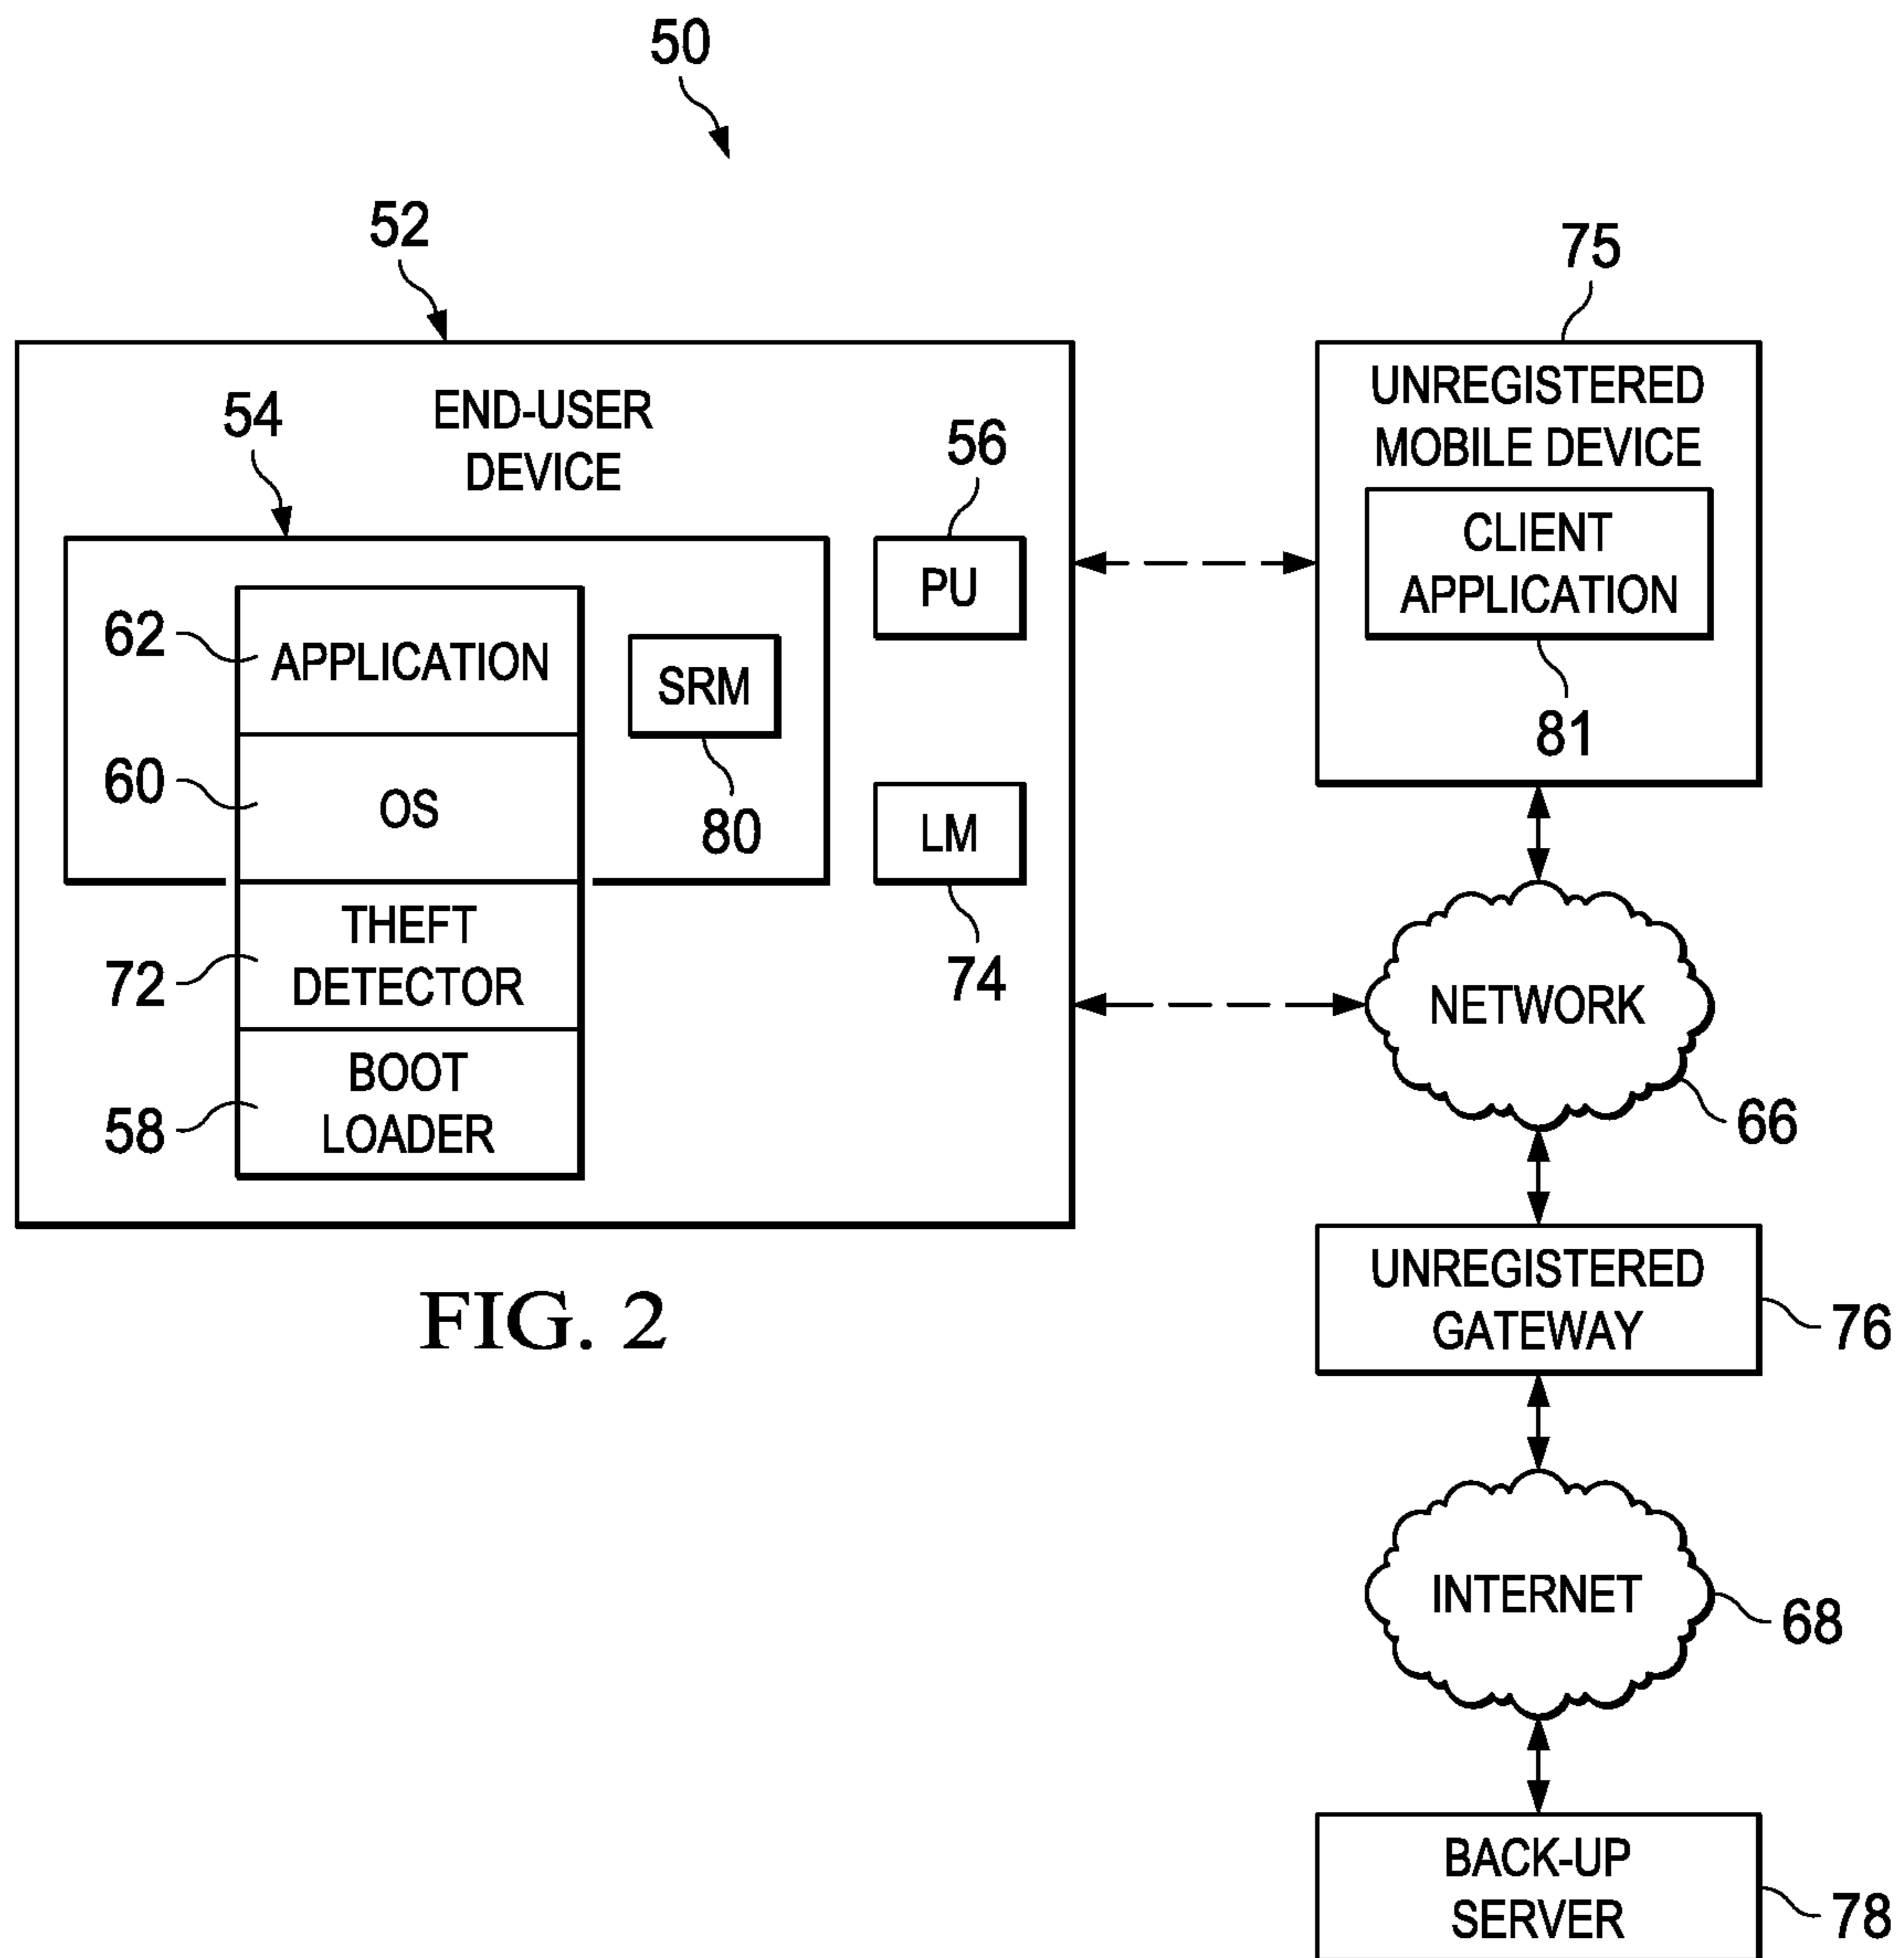 50
52
75
END-USER
DEVICE
54
56
UNREGISTERED
MOBILE DEVICE
CLIENT
APPLICATION
81
PU
62
APPLICATION
SRM
80
60
OS
LM
74
72
THEFT
DETECTOR
NETWORK
66
58
BOOT
LOADER
UNREGISTERED
GATEWAY
76
FIG. 2
INTERNET
68
BACK-UP
SERVER
78